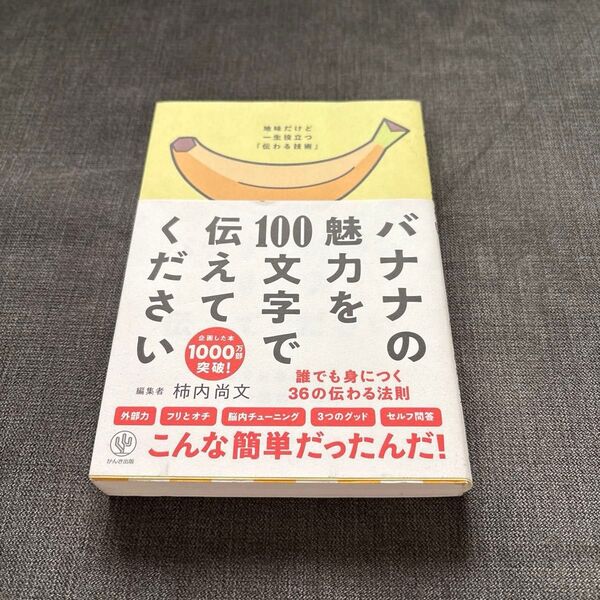 地味だけど
一生役立つ
「伝わる技術」
バナナの
魅力を
100文字で
伝えて
ください
企画した本
1000万部
突破!
編集者 柿内尚文
誰でも身につく
36の伝わる法則
外部力 フリとオチ 脳内チューニング 3つのグッド セルフ問答
こんな簡単だったんだ!
かんき出版